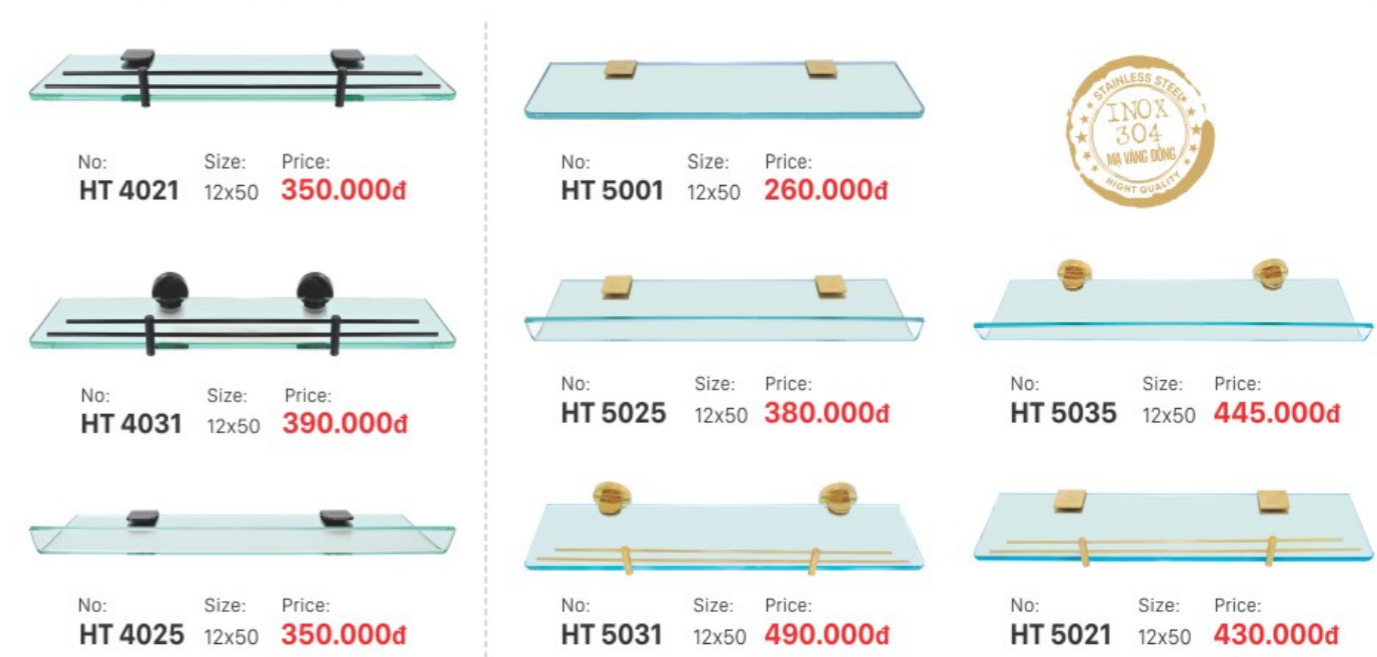 No: Size: Price:
HT 4021 12x50 350.000đ
No: Size: Price:
HT 5001 12x50 260.000đ
STAINLESS STEEL
INOX
304
MẠ VÀNG ĐỒNG
HIGHT QUALITY
No: Size: Price:
HT 4031 12x50 390.000đ
No: Size: Price:
HT 5025 12x50 380.000đ
No: Size: Price:
HT 5035 12x50 445.000đ
No: Size: Price:
HT 4025 12x50 350.000đ
No: Size: Price:
HT 5031 12x50 490.000đ
No: Size: Price:
HT 5021 12x50 430.000đ